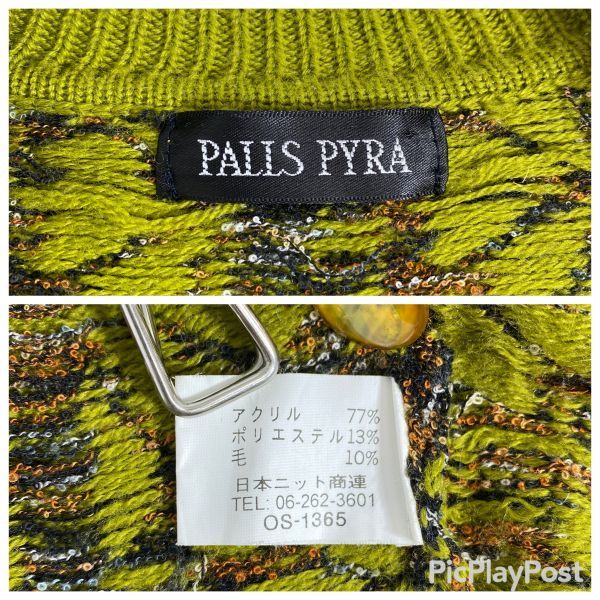 PALLS PYRA
アクリル 77%
ポリエステル 13%
毛 10%
日本ニット商連
TEL: 06-262-3601
OS-1365
PicPlayPost